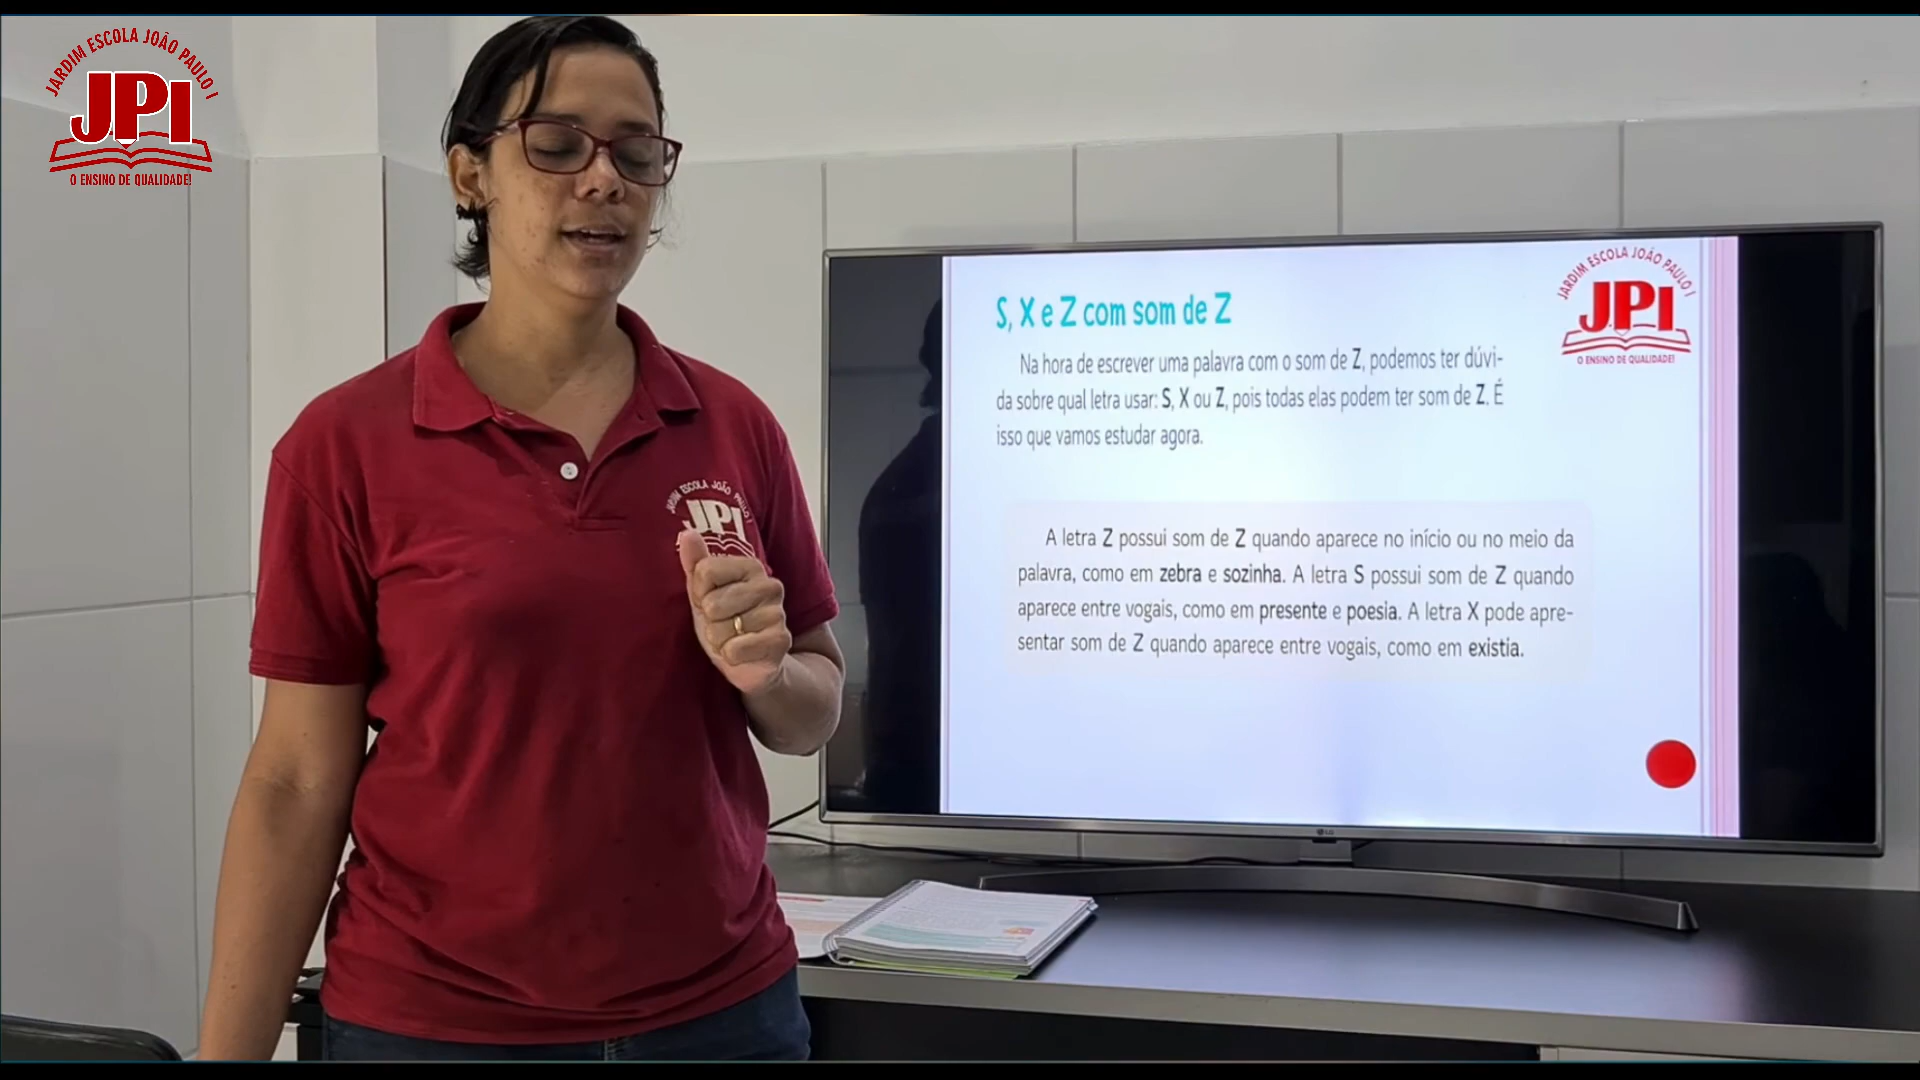 JARDIM ESCOLA JOÃO PAULO I
JPI
O ENSINO DE QUALIDADE!
JARDIM ESCOLA JOÃO PAULO I
JPI
O ENSINO DE QUALIDADE!
S, X e Z com som de Z
Na hora de escrever uma palavra com o som de Z, podemos ter dúvi-
da sobre qual letra usar: S, X ou Z, pois todas elas podem ter som de Z. É
isso que vamos estudar agora.
A letra Z possui som de Z quando aparece no início ou no meio da
palavra, como em zebra e sozinha. A letra S possui som de Z quando
aparece entre vogais, como em presente e poesia. A letra X pode apre-
sentar som de Z quando aparece entre vogais, como em existia.
JARDIM ESCOLA JOÃO PAULO I
JPI
LG